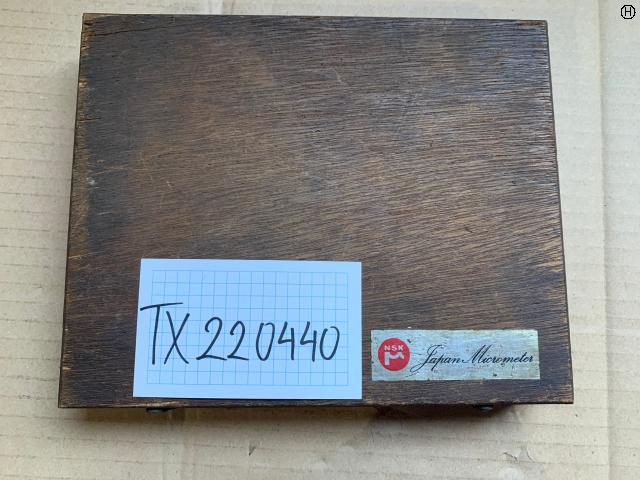 H
TX220440
NSK
Japan Micrometer